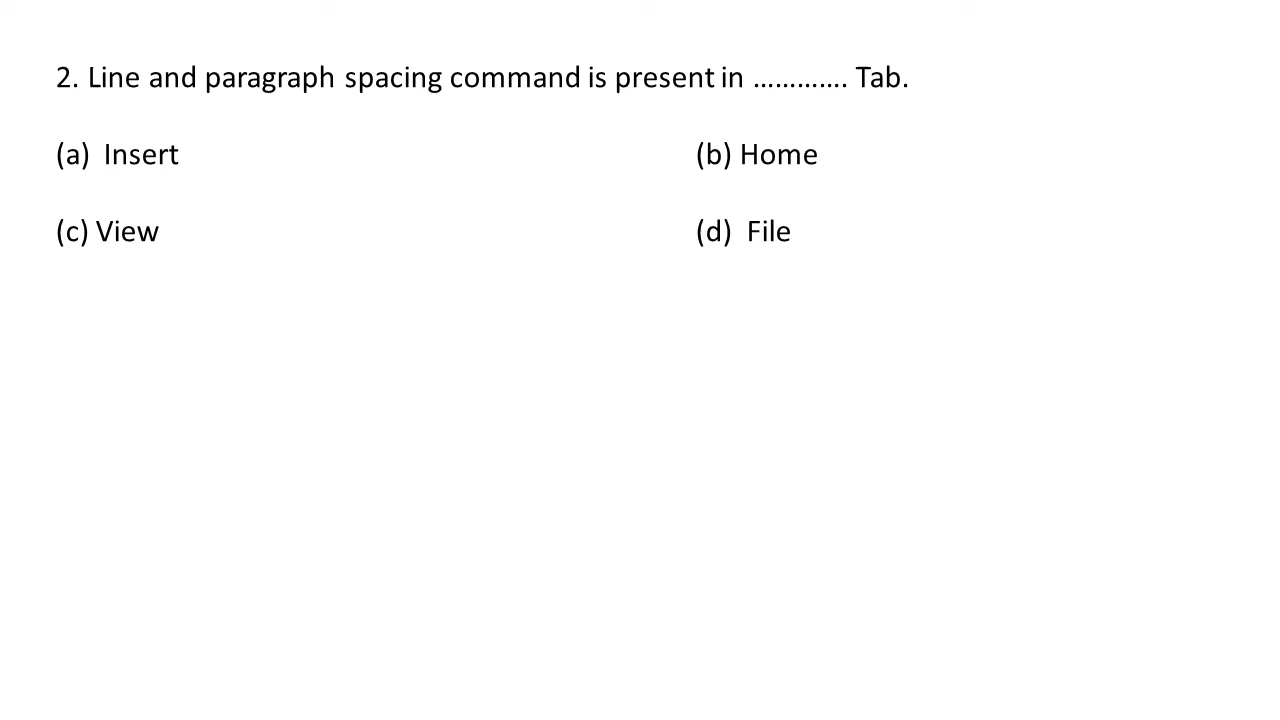 2. Line and paragraph spacing command is present in …………. Tab.
(a) Insert (b) Home
(c) View (d) File